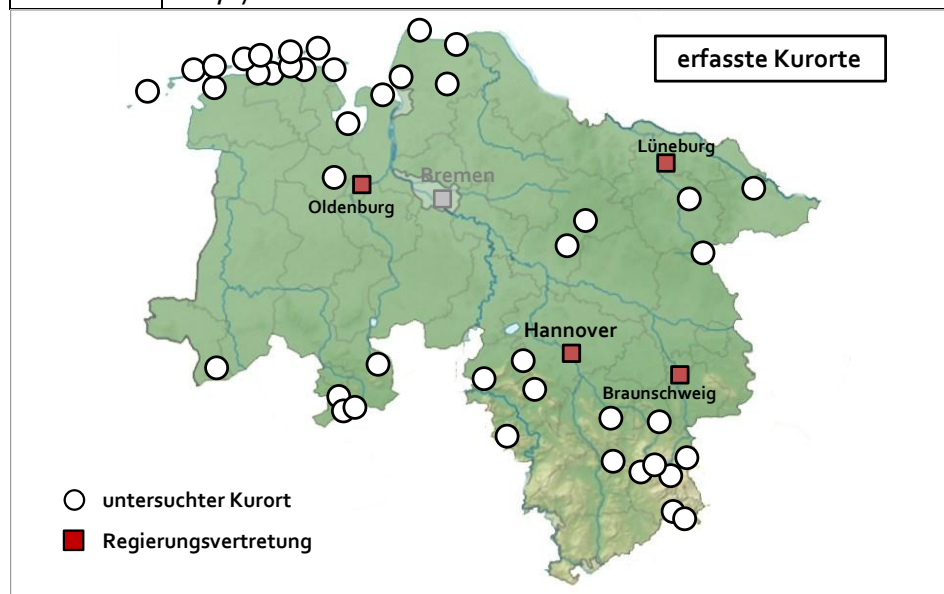 erfasste Kurorte
Lüneburg
Bremen
Oldenburg
Hannover
Braunschweig
untersuchter Kurort
Regierungsvertretung